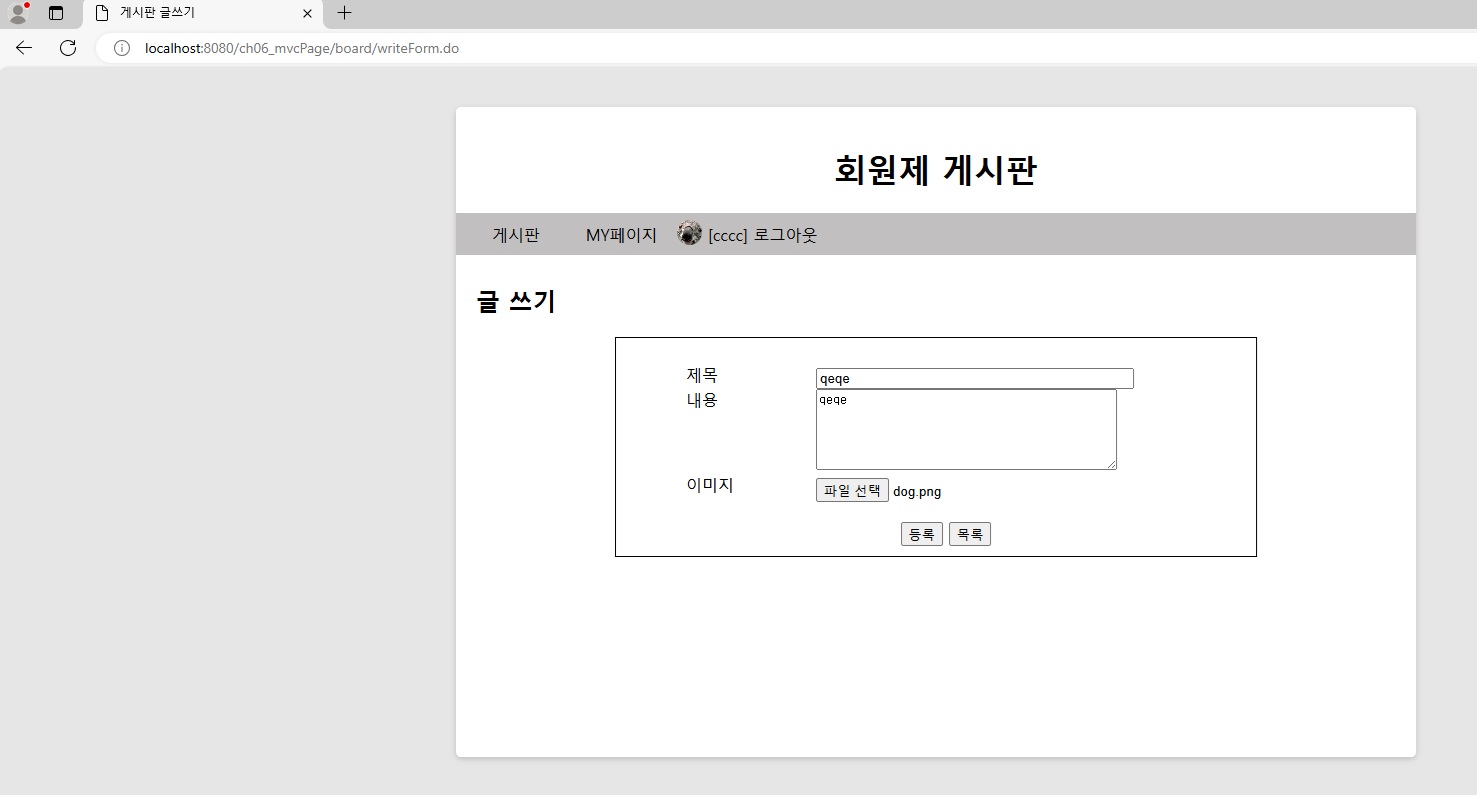 게시판 글쓰기
localhost:8080/ch06_mvcPage/board/writeForm.do
회원제 게시판
게시판 MY페이지 [cccc] 로그아웃
글 쓰기
제목 qeqe
내용 qeqe
이미지 파일 선택 dog.png
등록 목록